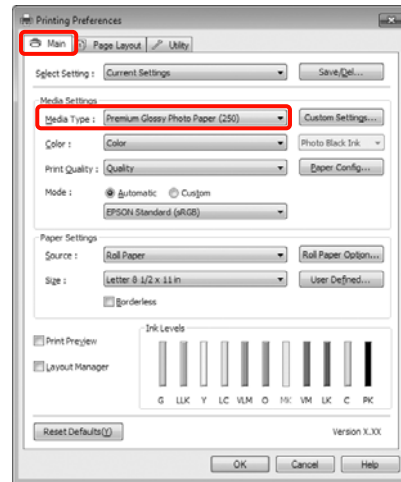 Printing Preferences
Main Page Layout Utility
Select Setting : Current Settings Save/Del...
Media Settings
Media Type : Premium Glossy Photo Paper (250) Custom Settings...
Color : Color Photo Black Ink
Print Quality : Quality Paper Config...
Mode : Automatic Custom
EPSON Standard (sRGB)
Paper Settings
Source : Roll Paper Roll Paper Option...
Size : Letter 8 1/2 x 11 in User Defined...
Borderless
Ink Levels
Print Preview
Layout Manager
G LLK Y LC VLM O MK VM LK C PK
Reset Defaults(Y) Version X.XX
OK Cancel Help